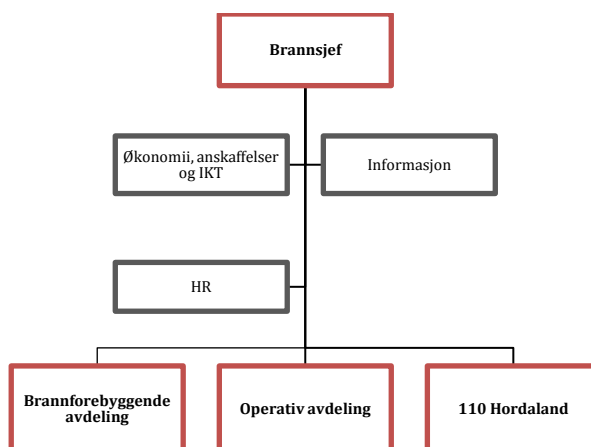 Brannsjef
Økonomii, anskaffelser
og IKT
Informasjon
HR
Brannforebyggende
avdeling
Operativ avdeling
110 Hordaland